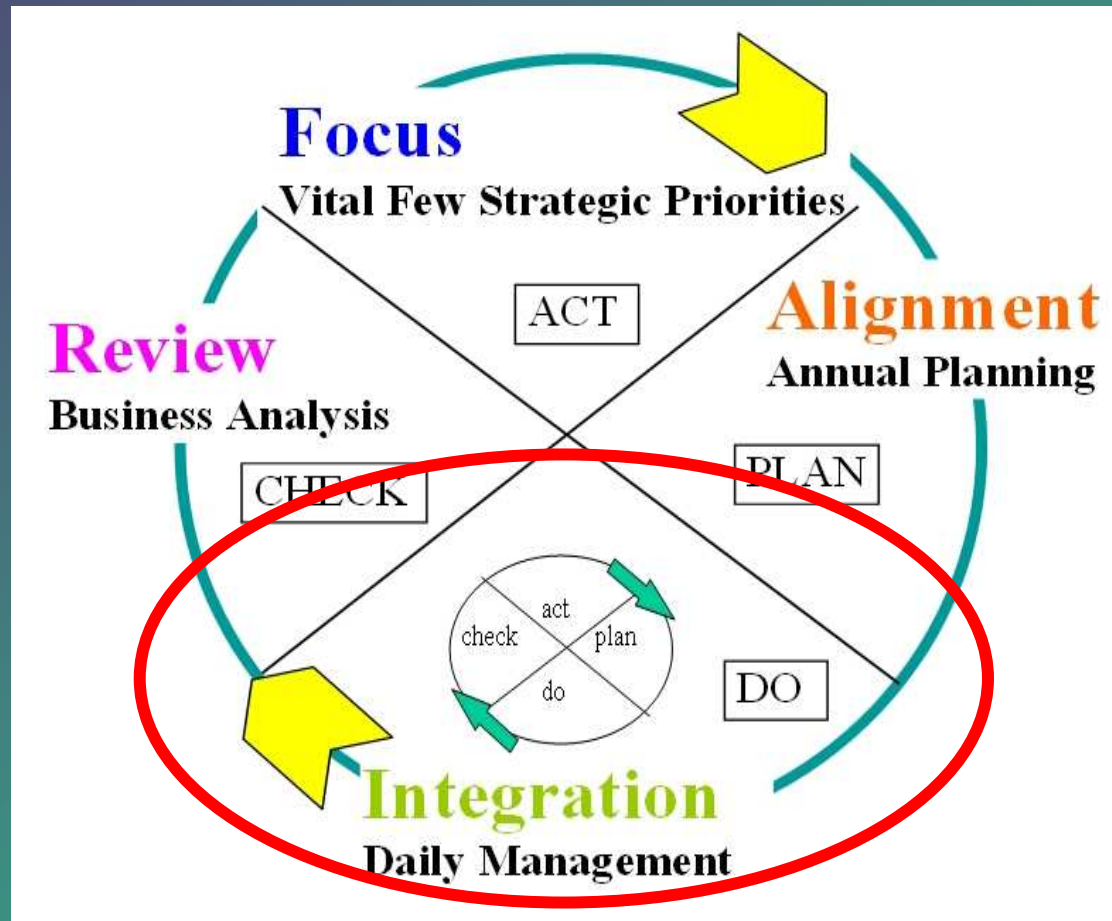 Focus
Vital Few Strategic Priorities
ACT
Alignment
Annual Planning
Review
Business Analysis
CHECK
PLAN
act
check
plan
do
DO
Integration
Daily Management